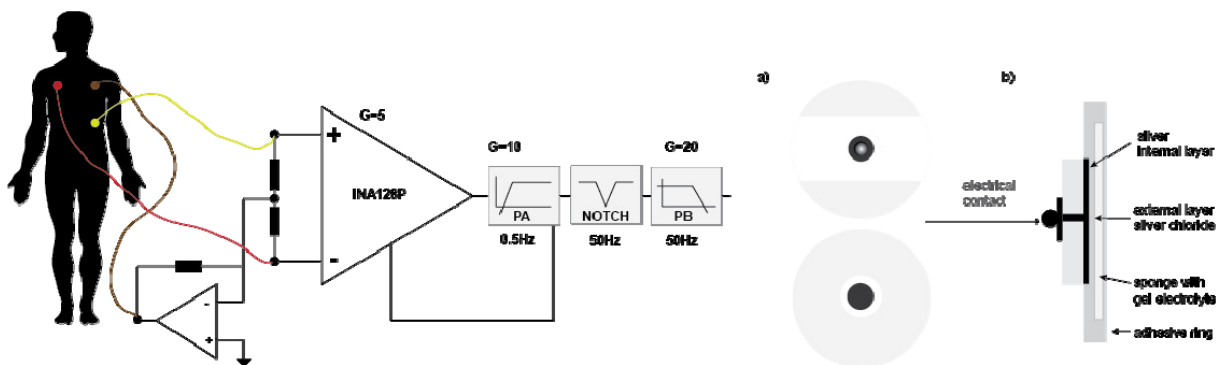 G=5
+
INA128P
-
G=10
PA
0.5Hz
NOTCH
50Hz
G=20
PB
50Hz
-
+
a)
b)
electrical
contact
silver
internal layer
external layer
silver chloride
sponge with
gel electrolyte
adhesive ring